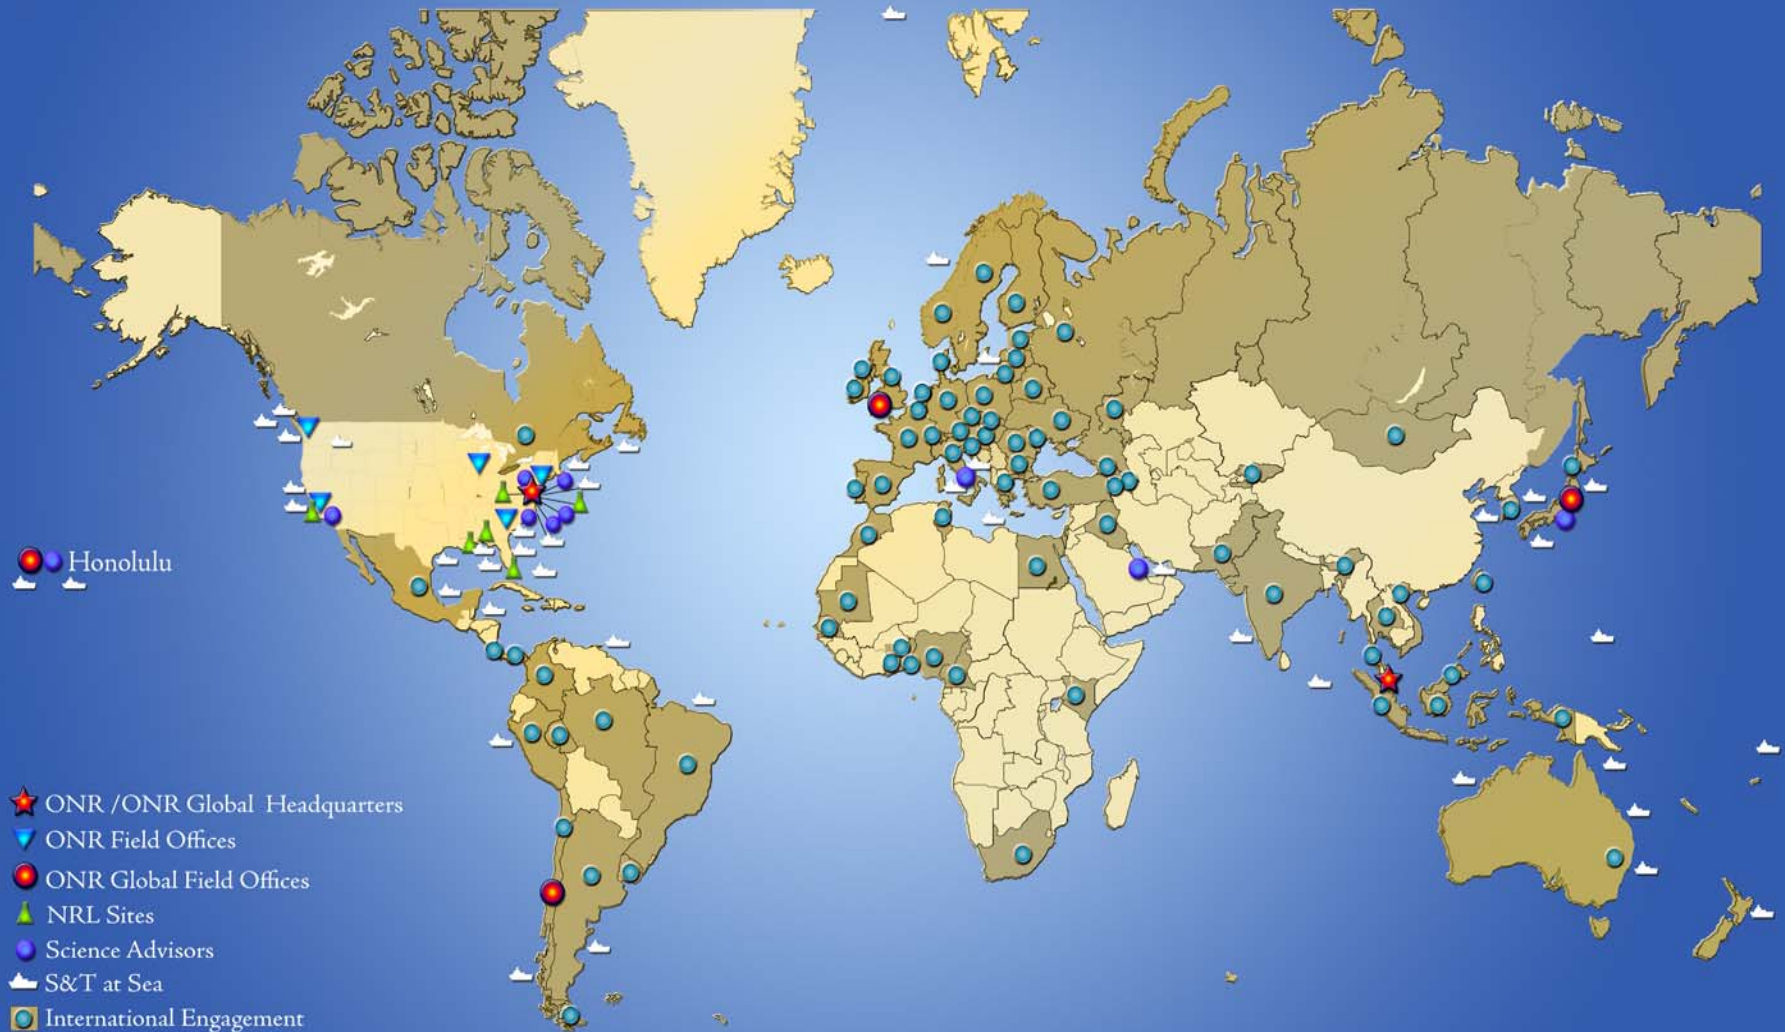 Honolulu
ONR /ONR Global Headquarters
ONR Field Offices
ONR Global Field Offices
NRL Sites
Science Advisors
S&T at Sea
International Engagement